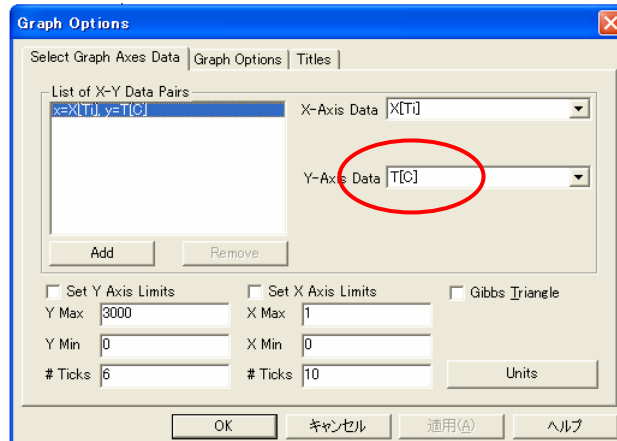 Graph Options
Select Graph Axes Data Graph Options Titles
List of X-Y Data Pairs
x=X[Ti], y=T[C]
X-Axis Data X[Ti]
Y-Axis Data T[C]
Add Remove
Set Y Axis Limits Set X Axis Limits Gibbs Triangle
Y Max 3000 X Max 1
Y Min 0 X Min 0
# Ticks 6 # Ticks 10 Units
OK キャンセル 適用(A) ヘルプ